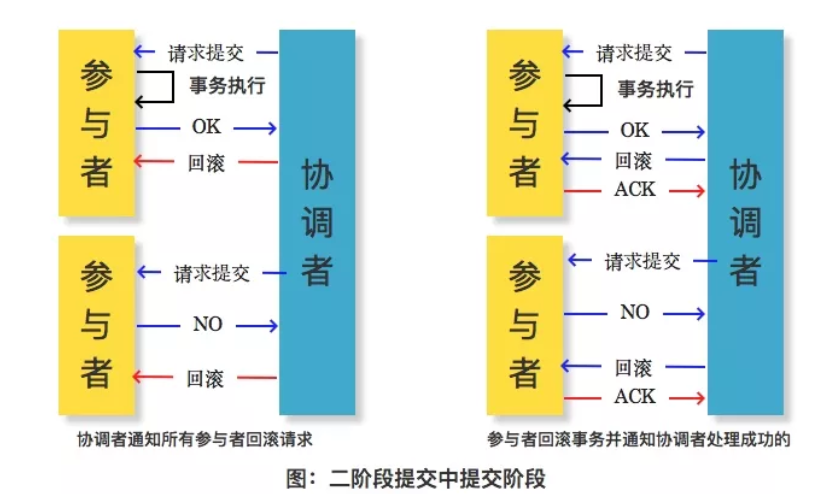 参与者
请求提交
事务执行
OK
回滚
参与者
请求提交
NO
回滚
协调者
协调者通知所有参与者回滚请求
参与者
请求提交
事务执行
OK
回滚
ACK
参与者
请求提交
NO
回滚
ACK
协调者
参与者回滚事务并通知协调者处理成功的
图：二阶段提交中提交阶段